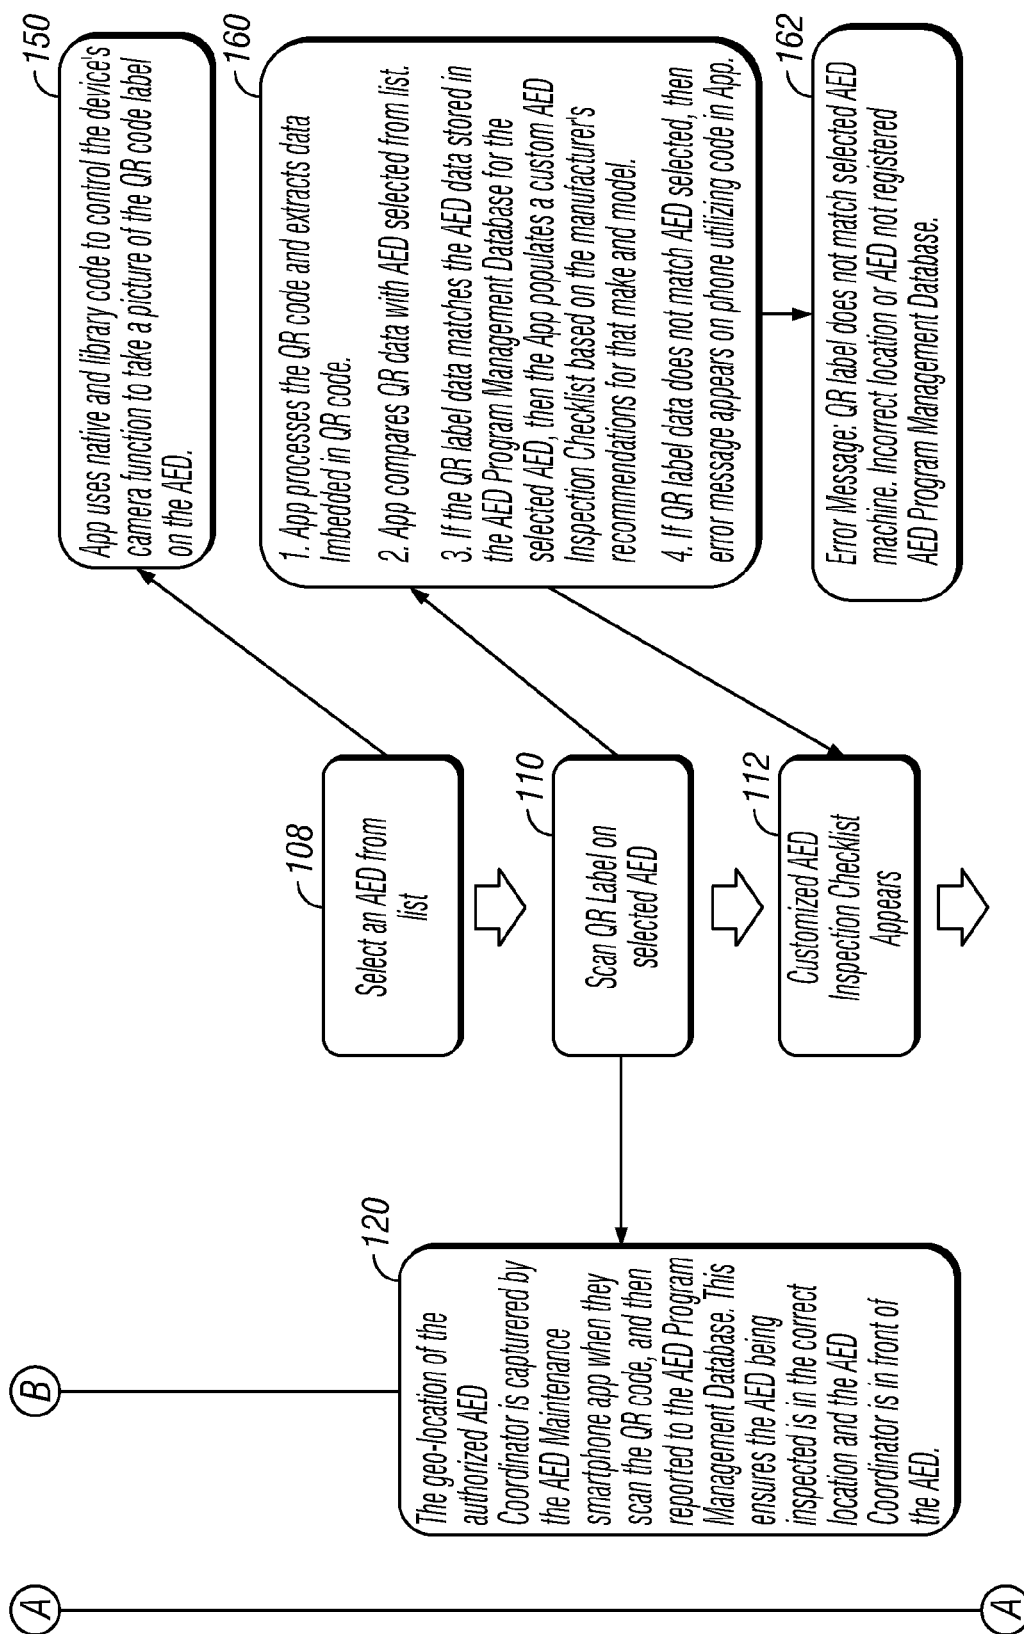 A
B
120
The geo-location of the
authorized AED
Coordinator is capturered by
the AED Maintenance
smartphone app when they
scan the QR code, and then
reported to the AED Program
Management Database. This
ensures the AED being
inspected is in the correct
location and the AED
Coordinator is in front of
the AED.
A
108
Select an AED from
list
110
Scan QR Label on
selected AED
112
Customized AED
Inspection Checklist
Appears
150
App uses native and library code to control the device's
camera function to take a picture of the QR code label
on the AED.
160
1. App processes the QR code and extracts data
imbedded in QR code.
2. App compares QR data with AED selected from list.
3. If the QR label data matches the AED data stored in
the AED Program Management Database for the
selected AED, then the App populates a custom AED
Inspection Checklist based on the manufacturer's
recommendations for that make and model.
4. If QR label data does not match AED selected, then
error message appears on phone utilizing code in App.
162
Error Message: QR label does not match selected AED
machine. Incorrect location or AED not registered
AED Program Management Database.